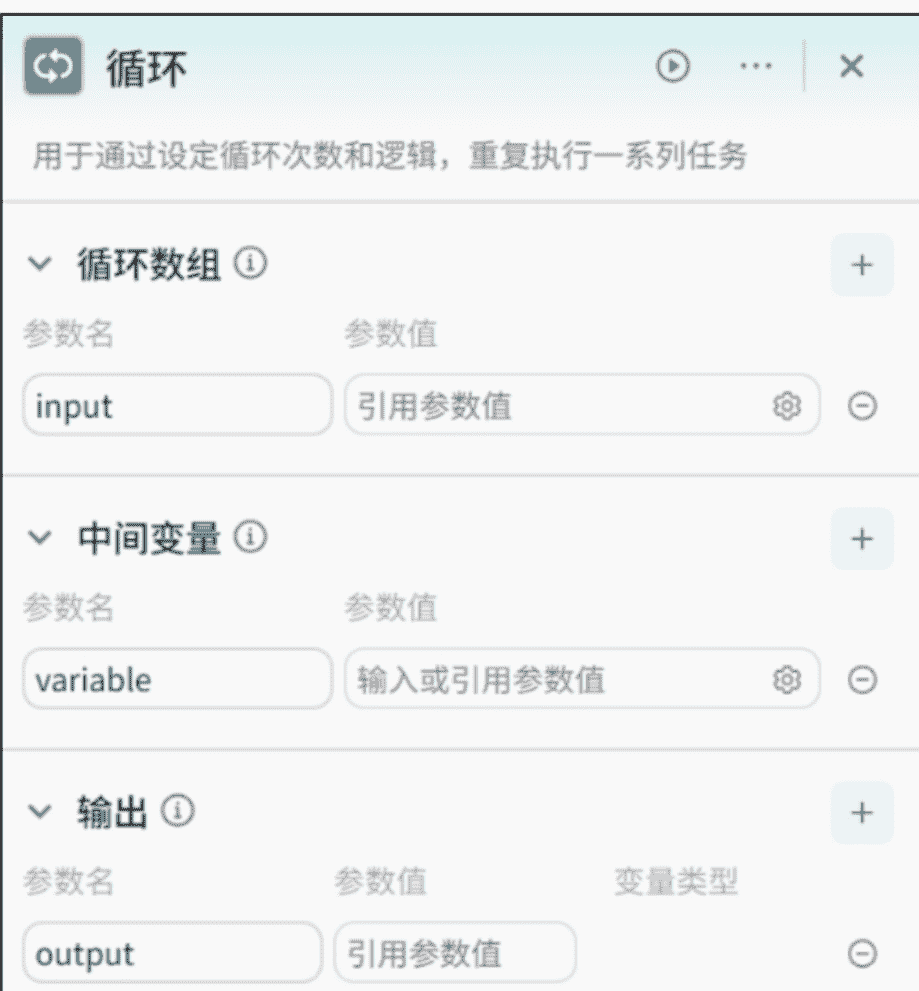 循环
用于通过设定循环次数和逻辑，重复执行一系列任务
循环数组
参数名 参数值
input 引用参数值
中间变量
参数名 参数值
variable 输入或引用参数值
输出
参数名 参数值 变量类型
output 引用参数值